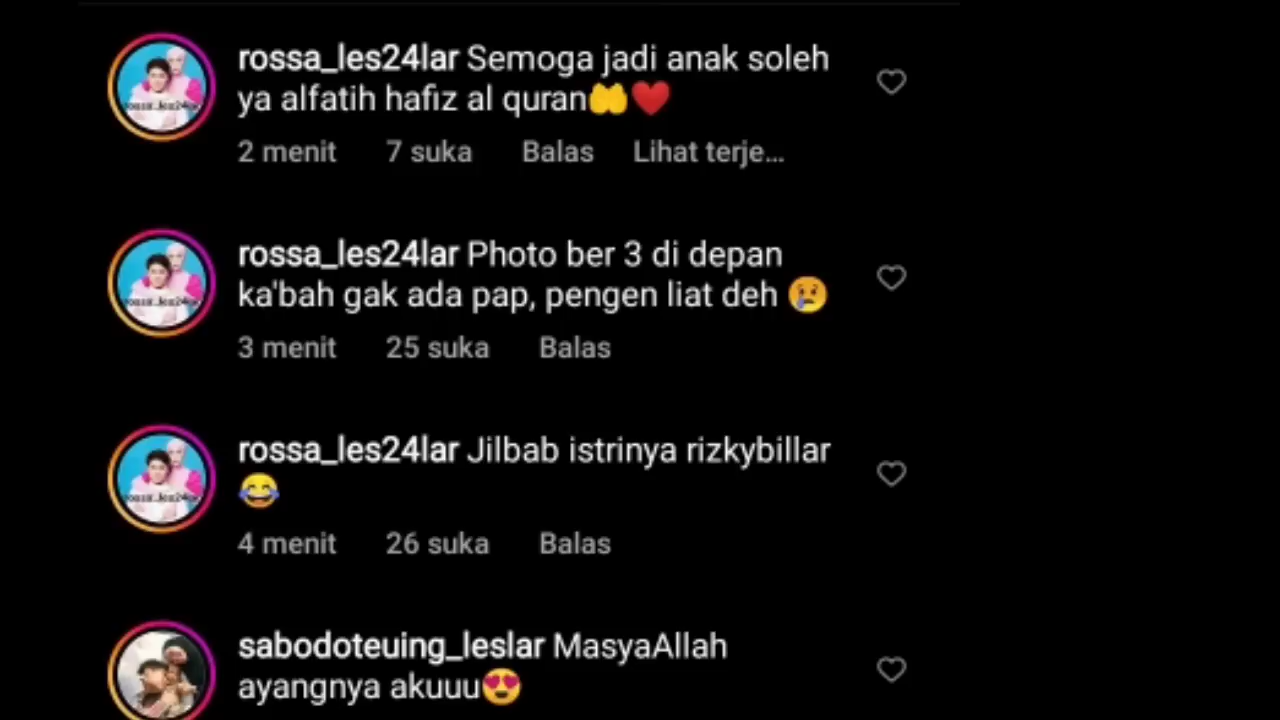 rossa_les24lar Semoga jadi anak soleh
ya alfatih hafiz al quran🤲❤️
2 menit 7 suka Balas Lihat terje...
rossa_les24lar Photo ber 3 di depan
ka'bah gak ada pap, pengen liat deh 😢
3 menit 25 suka Balas
rossa_les24lar Jilbab istrinya rizkybillar
😂
4 menit 26 suka Balas
sabodoteuing_leslar MasyaAllah
ayangnya akuuu😍